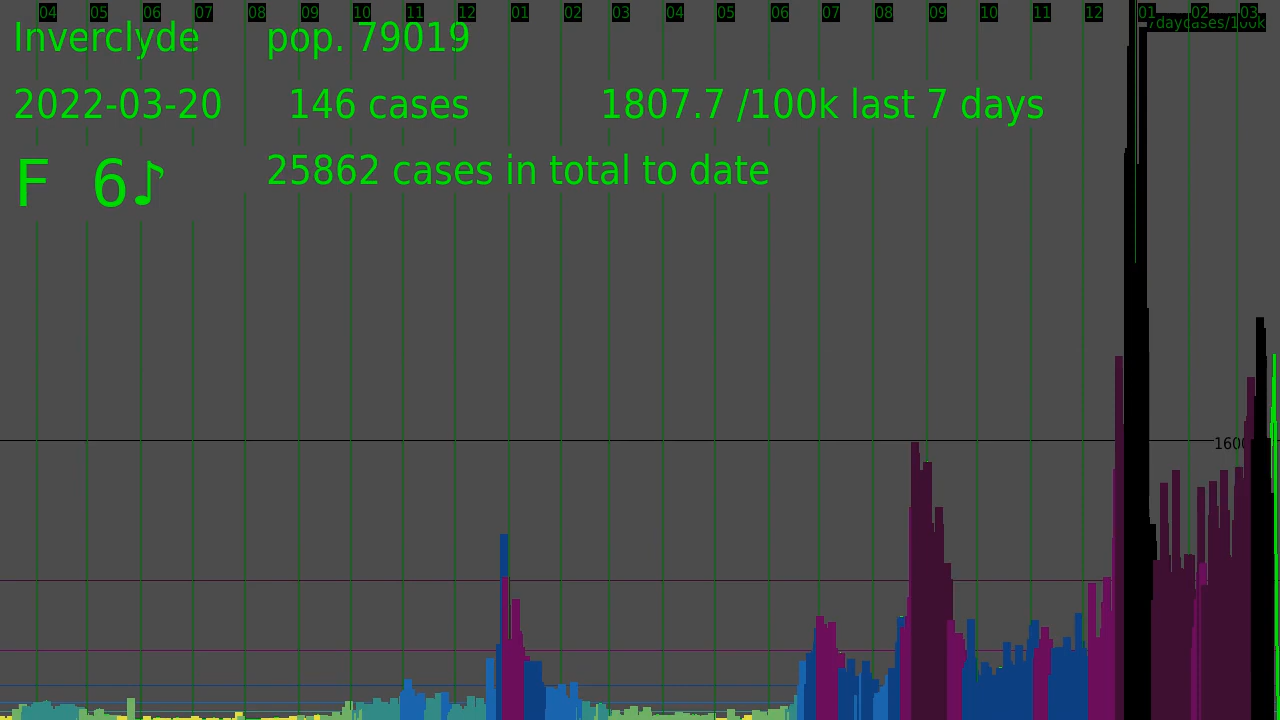 04 05 06 07 08 09 10 11 12 01 02 03 04 05 06 07 08 09 10 11 12 01 02 03
7daycases/100k
Inverclyde pop. 79019
2022-03-20 146 cases 1807.7 /100k last 7 days
F 6♪ 25862 cases in total to date
1600